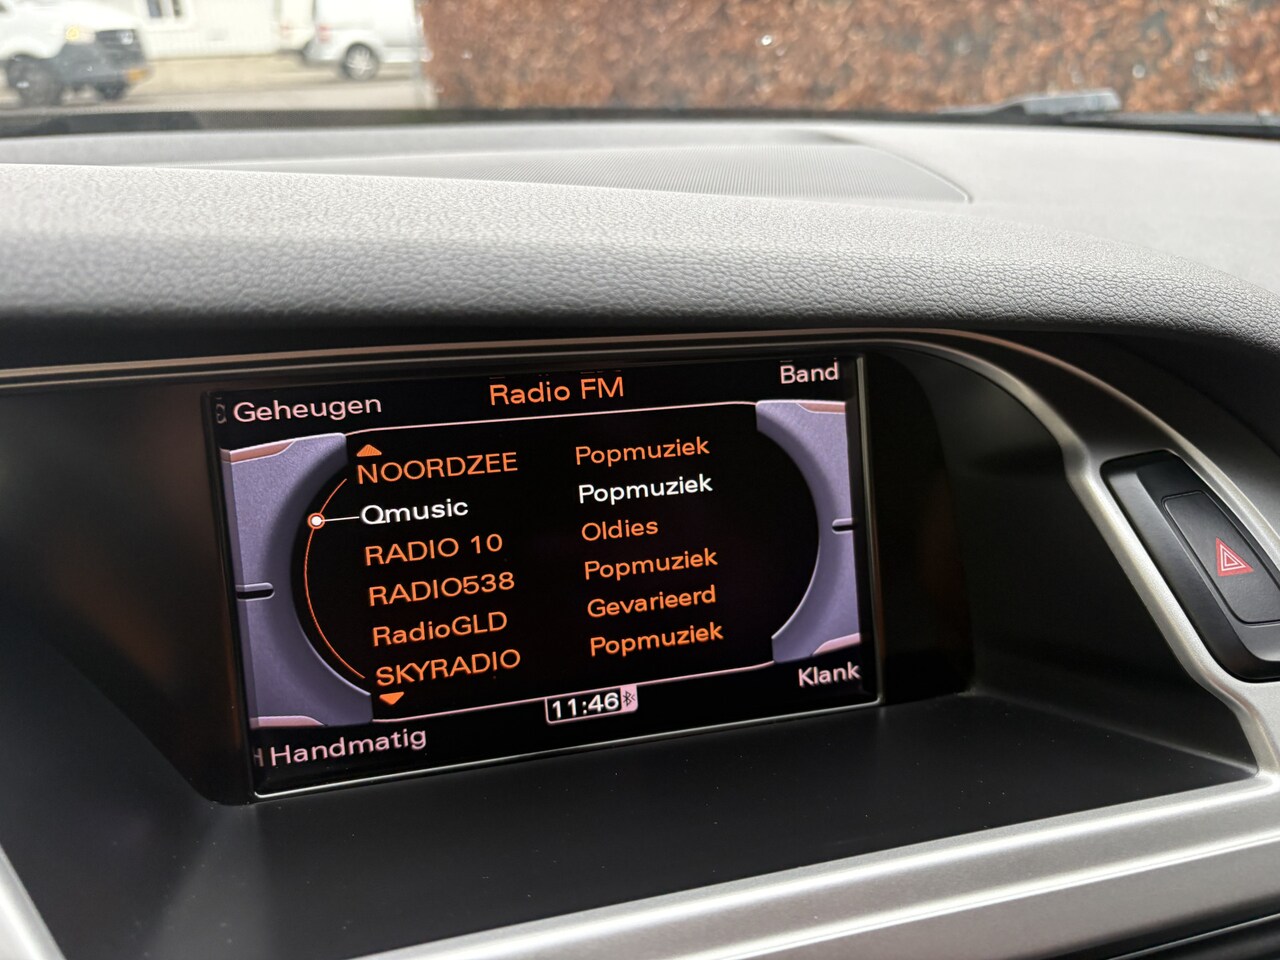 Geheugen Radio FM Band
NOORDZEE Popmuziek
Qmusic Popmuziek
RADIO 10 Oldies
RADIO538 Popmuziek
RadioGLD Gevarieerd
SKYRADIO Popmuziek
Handmatig 11:46 Klank